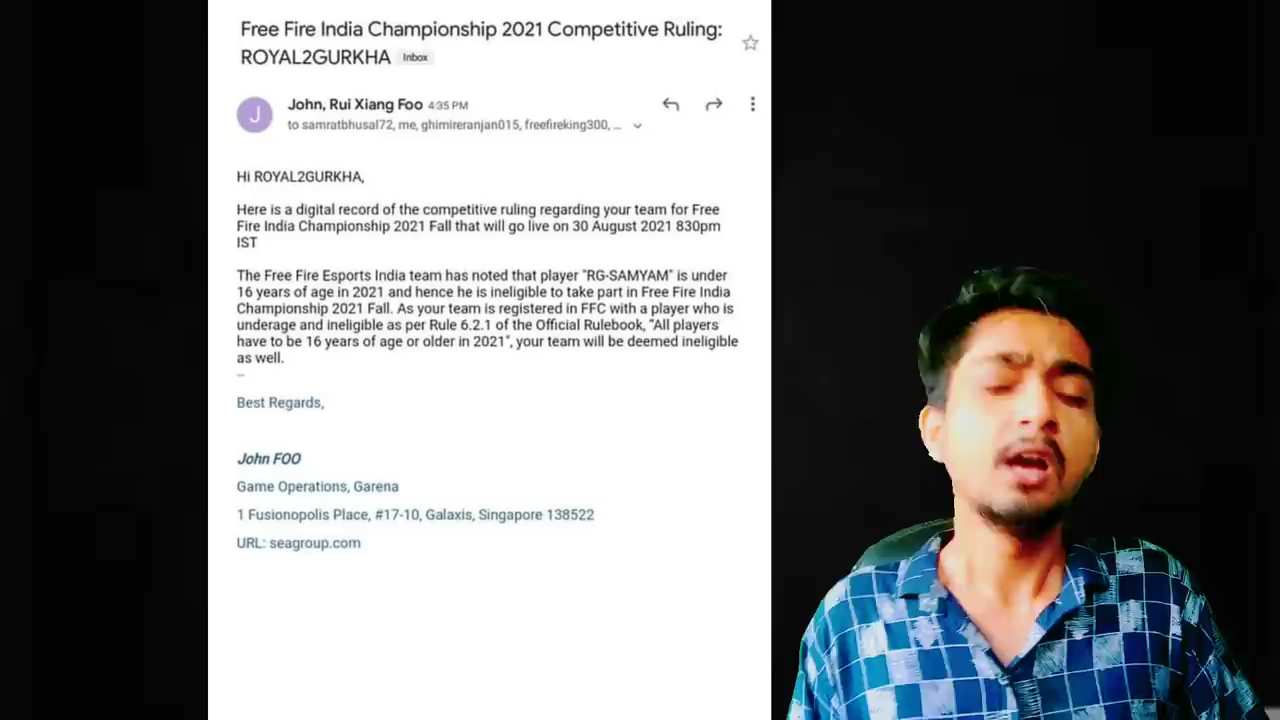 Free Fire India Championship 2021 Competitive Ruling:
ROYAL2GURKHA Inbox
J
John, Rui Xiang Foo 4:35 PM
to samratbhusal72, me, ghimireranjan015, freefireking300, ...
Hi ROYAL2GURKHA,
Here is a digital record of the competitive ruling regarding your team for Free
Fire India Championship 2021 Fall that will go live on 30 August 2021 830pm
IST
The Free Fire Esports India team has noted that player "RG-SAMYAM" is under
16 years of age in 2021 and hence he is ineligible to take part in Free Fire India
Championship 2021 Fall. As your team is registered in FFC with a player who is
underage and ineligible as per Rule 6.2.1 of the Official Rulebook, "All players
have to be 16 years of age or older in 2021", your team will be deemed ineligible
as well.
--
Best Regards,
John FOO
Game Operations, Garena
1 Fusionopolis Place, #17-10, Galaxis, Singapore 138522
URL: seagroup.com